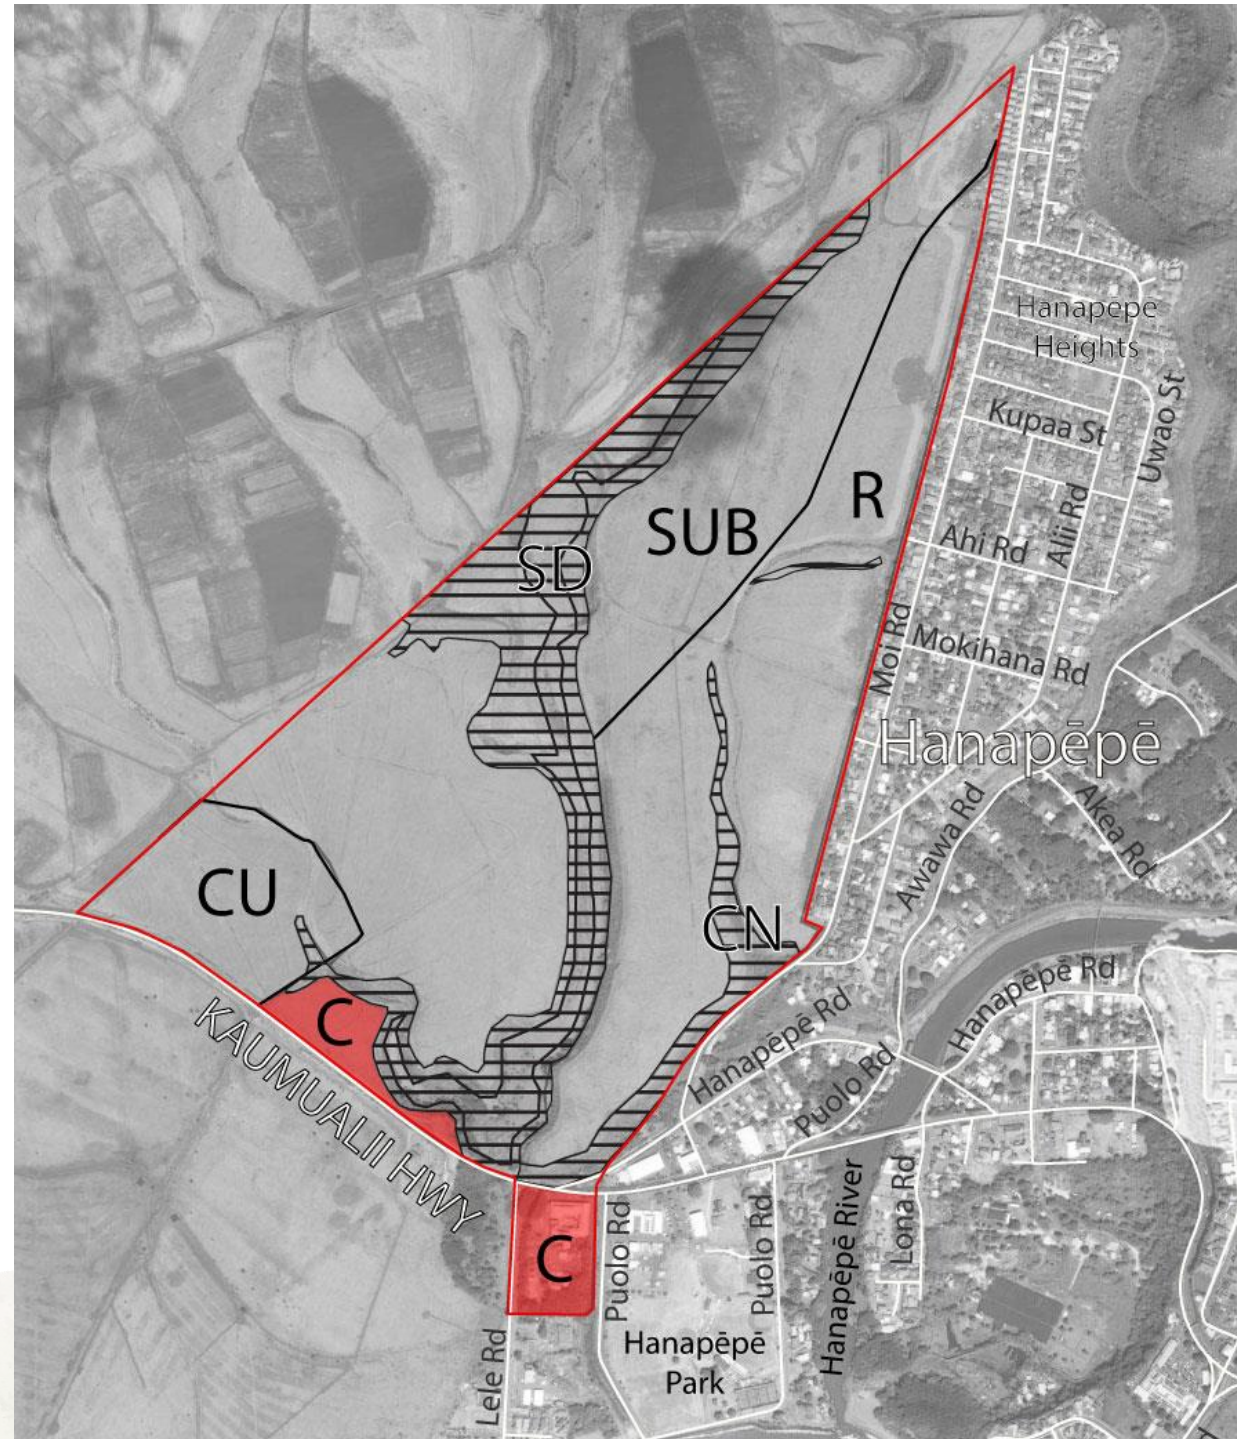 Hanapēpē
Heights
Kupaa St
Uwao St
R
SUB
Alii Rd
Ahi Rd
SD
Moi Rd
Mokihana Rd
Hanapēpē
Akea Rd
Awawa Rd
CU
CN
Hanapēpē Rd
C
KAUMUALII HWY
Hanapēpē Rd
Puolo Rd
Hanapēpē River
Lona Rd
C
Puolo Rd
Puolo Rd
Lele Rd
Hanapēpē
Park